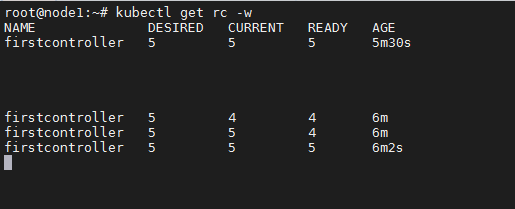 root@node1:~# kubectl get rc -w
NAME DESIRED CURRENT READY AGE
firstcontroller 5 5 5 5m30s
firstcontroller 5 4 4 6m
firstcontroller 5 5 4 6m
firstcontroller 5 5 5 6m2s